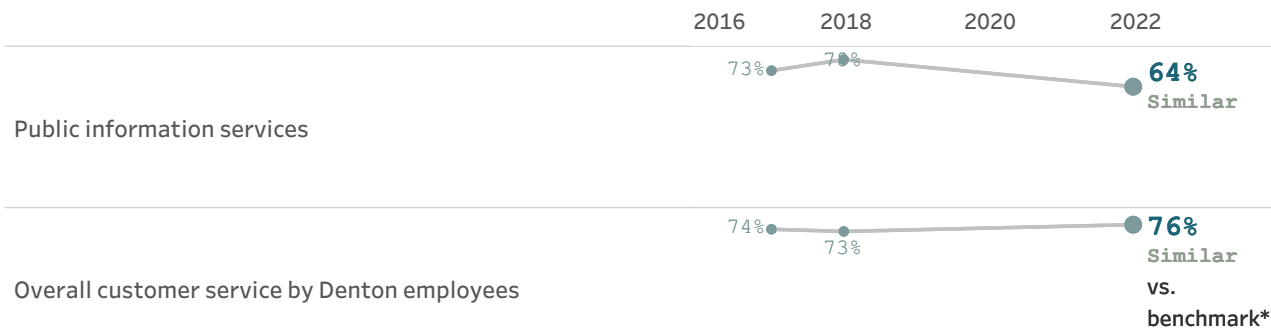 2016 2018 2020 2022
73%
64%
Similar
Public information services
74%
73%
76%
Similar
Overall customer service by Denton employees
vs.
benchmark*